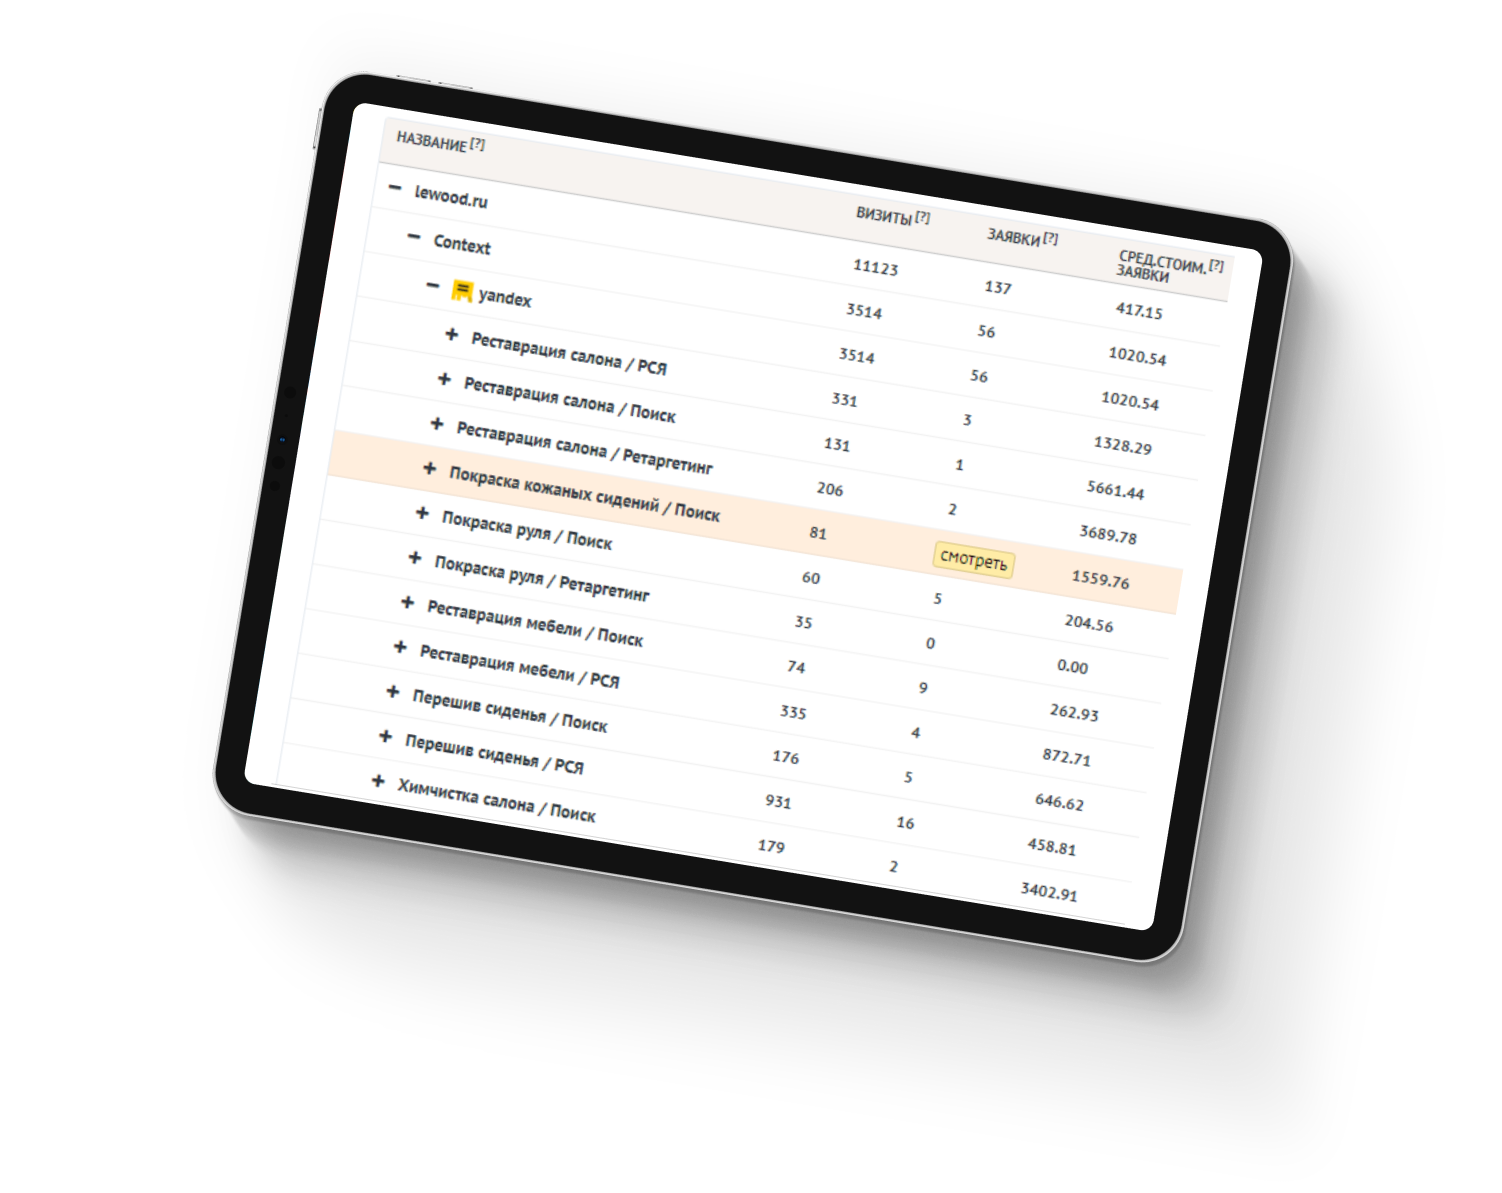 НАЗВАНИЕ [?] ВИЗИТЫ [?] ЗАЯВКИ [?] СРЕД.СТОИМ. [?]
ЗАЯВКИ
lewood.ru 11123 137 417.15
Context 3514 56 1020.54
yandex 3514 56 1020.54
Реставрация салона / РСЯ 331 3 1328.29
Реставрация салона / Поиск 131 1 5661.44
Реставрация салона / Ретаргетинг 206 2 3689.78
Покраска кожаных сидений / Поиск 81 смотреть 1559.76
Покраска руля / Поиск 60 5 204.56
Покраска руля / Ретаргетинг 35 0 0.00
Реставрация мебели / Поиск 74 9 262.93
Реставрация мебели / РСЯ 335 4 872.71
Перешив сиденья / Поиск 176 5 646.62
Перешив сиденья / РСЯ 931 16 458.81
Химчистка салона / Поиск 179 2 3402.91